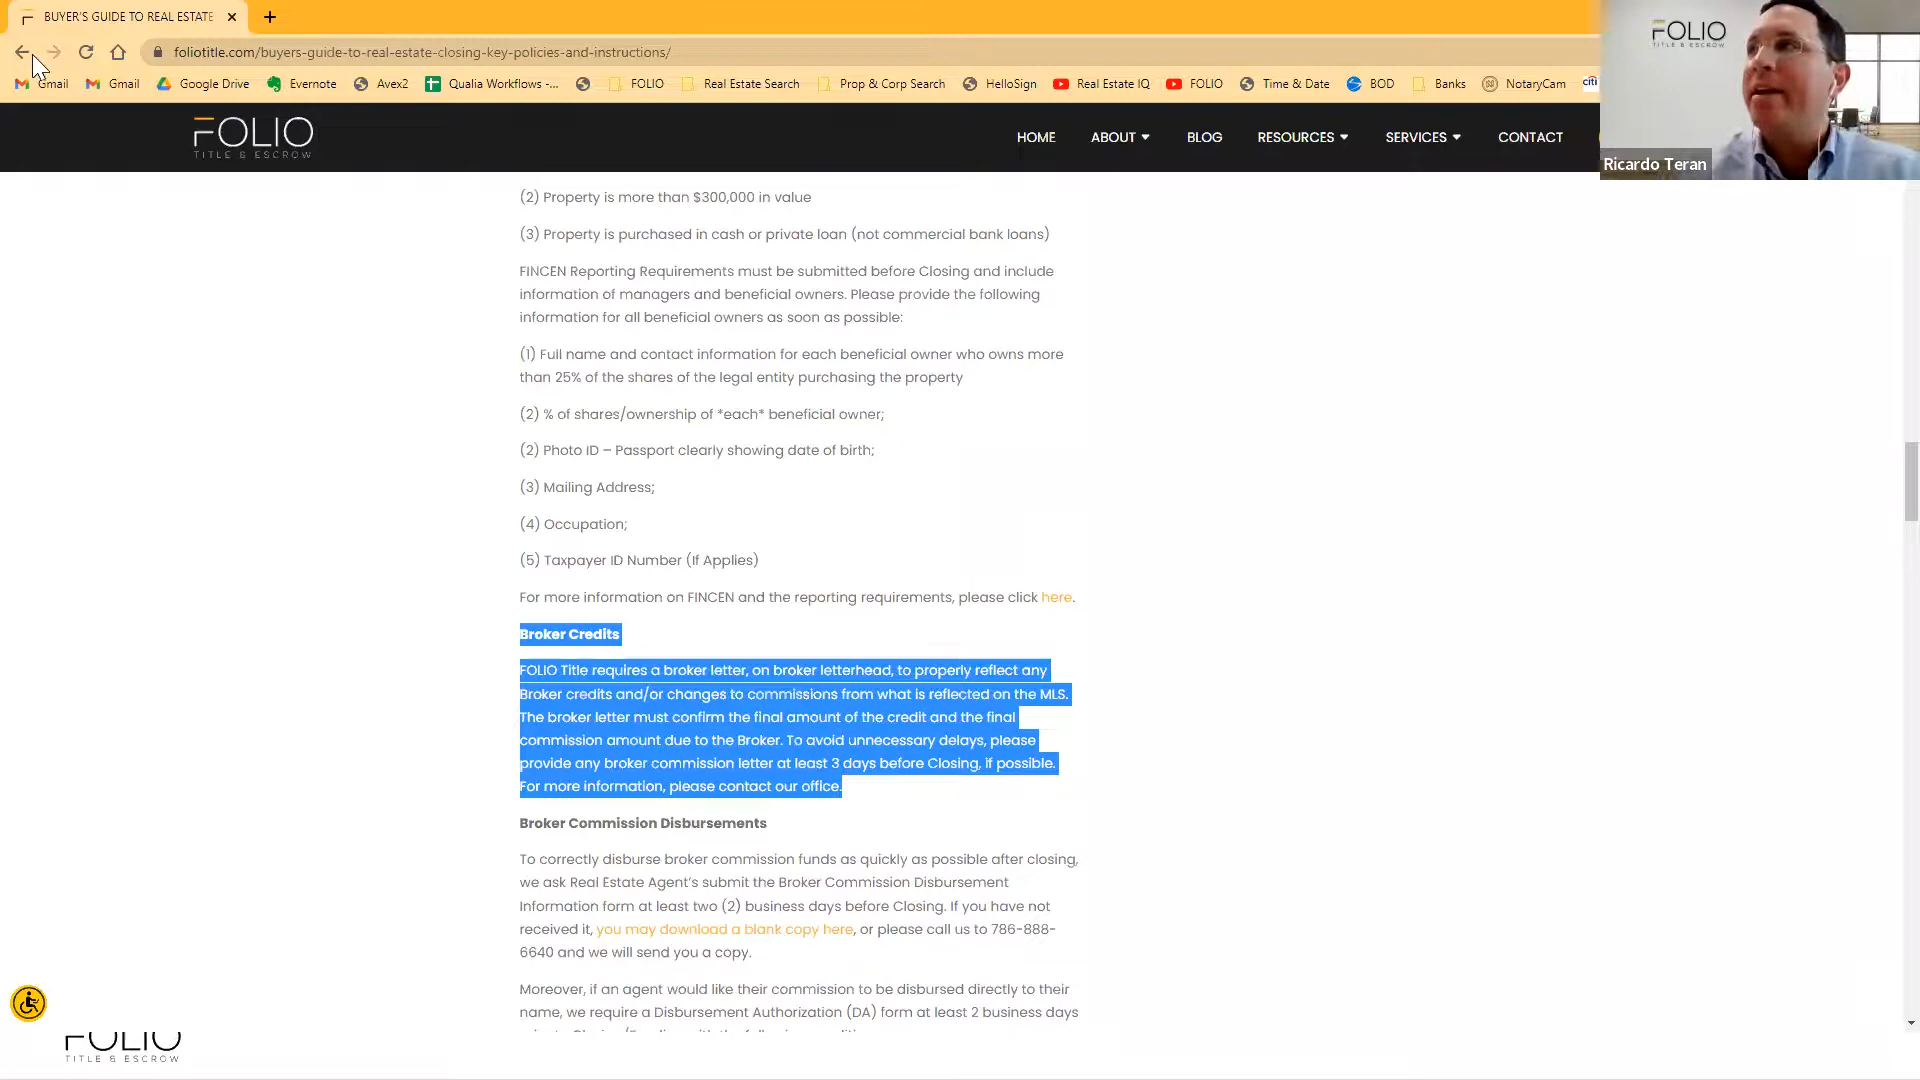 BUYER'S GUIDE TO REAL ESTATE
foliotitle.com/buyers-guide-to-real-estate-closing-key-policies-and-instructions/
Gmail
Gmail
Google Drive
Evernote
Avex2
Qualia Workflows -...
FOLIO
Real Estate Search
Prop & Corp Search
HelloSign
Real Estate IQ
FOLIO
Time & Date
BOD
Banks
NotaryCam
citi
FOLIO
TITLE & ESCROW
Ricardo Teran
FOLIO
TITLE & ESCROW
HOME
ABOUT
BLOG
RESOURCES
SERVICES
CONTACT
(2) Property is more than $300,000 in value
(3) Property is purchased in cash or private loan (not commercial bank loans)
FINCEN Reporting Requirements must be submitted before Closing and include
information of managers and beneficial owners. Please provide the following
information for all beneficial owners as soon as possible:
(1) Full name and contact information for each beneficial owner who owns more
than 25% of the shares of the legal entity purchasing the property
(2) % of shares/ownership of *each* beneficial owner;
(2) Photo ID – Passport clearly showing date of birth;
(3) Mailing Address;
(4) Occupation;
(5) Taxpayer ID Number (If Applies)
For more information on FINCEN and the reporting requirements, please click here.
Broker Credits
FOLIO Title requires a broker letter, on broker letterhead, to properly reflect any
Broker credits and/or changes to commissions from what is reflected on the MLS.
The broker letter must confirm the final amount of the credit and the final
commission amount due to the Broker. To avoid unnecessary delays, please
provide any broker commission letter at least 3 days before Closing, if possible.
For more information, please contact our office.
Broker Commission Disbursements
To correctly disburse broker commission funds as quickly as possible after closing,
we ask Real Estate Agent's submit the Broker Commission Disbursement
Information form at least two (2) business days before Closing. If you have not
received it, you may download a blank copy here, or please call us to 786-888-
6640 and we will send you a copy.
Moreover, if an agent would like their commission to be disbursed directly to their
name, we require a Disbursement Authorization (DA) form at least 2 business days
FOLIO
TITLE & ESCROW